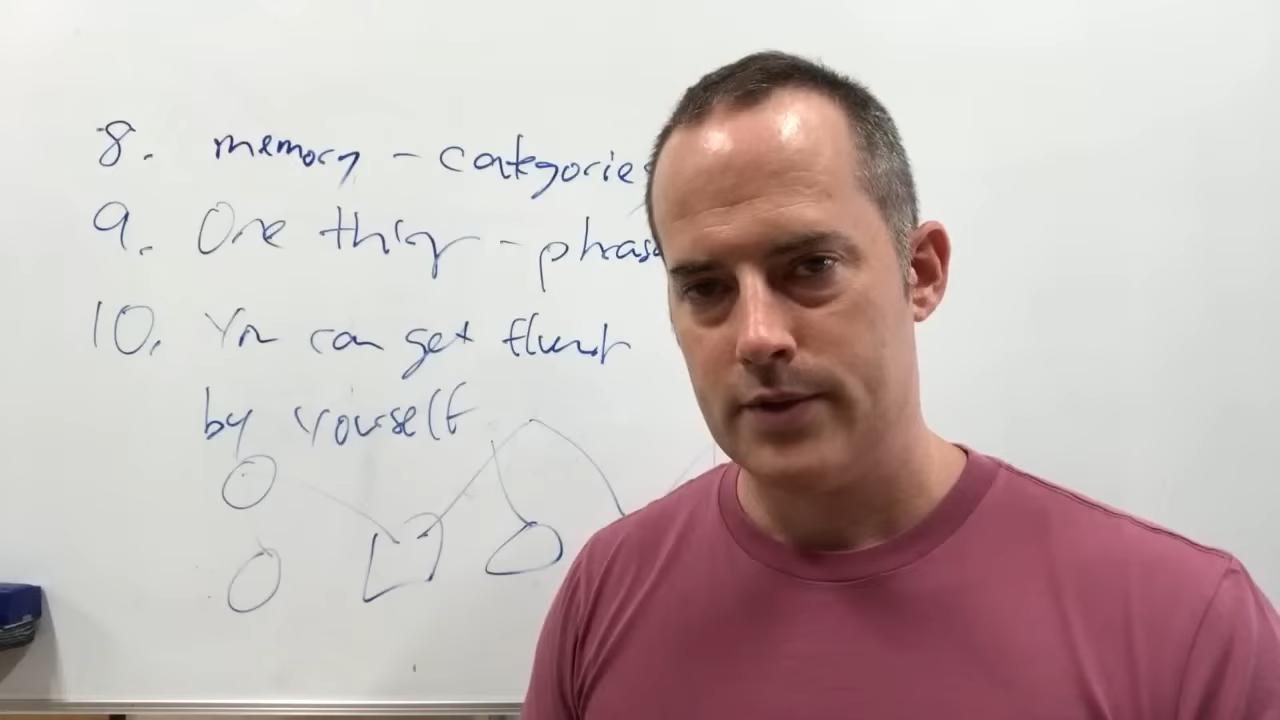 8. memory - categories
9. One thing - phrase
10. You can get fluent
by yourself